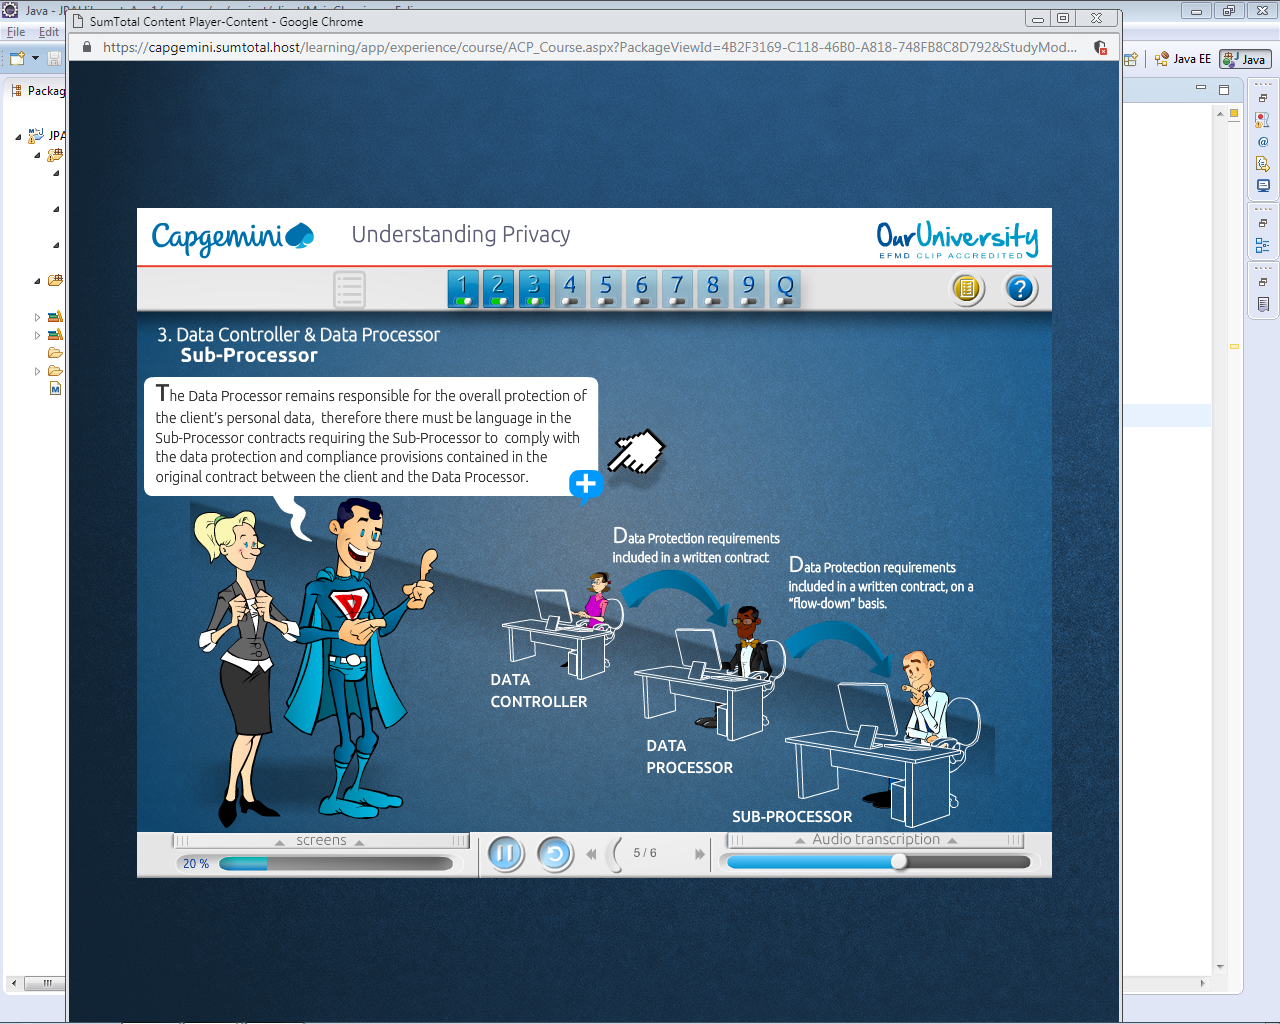 Java - JPA
SumTotal Content Player-Content - Google Chrome
File Edit
https://capgemini.sumtotal.host/learning/app/experience/course/ACP_Course.aspx?PackageViewId=4B2F3169-C118-46B0-A818-748FB8C8D792&StudyMod...
Java EE
Java
Packag
JPA
Capgemini
Understanding Privacy
OurUniversity
EFMD CLIP ACCREDITED
1 2 3 4 5 6 7 8 9 Q
?
3. Data Controller & Data Processor
Sub-Processor
The Data Processor remains responsible for the overall protection of
the client's personal data, therefore there must be language in the
Sub-Processor contracts requiring the Sub-Processor to comply with
the data protection and compliance provisions contained in the
original contract between the client and the Data Processor.
Data Protection requirements
included in a written contract
Data Protection requirements
included in a written contract, on a
“flow-down” basis.
DATA
CONTROLLER
DATA
PROCESSOR
SUB-PROCESSOR
screens
20 %
5 / 6
Audio transcription